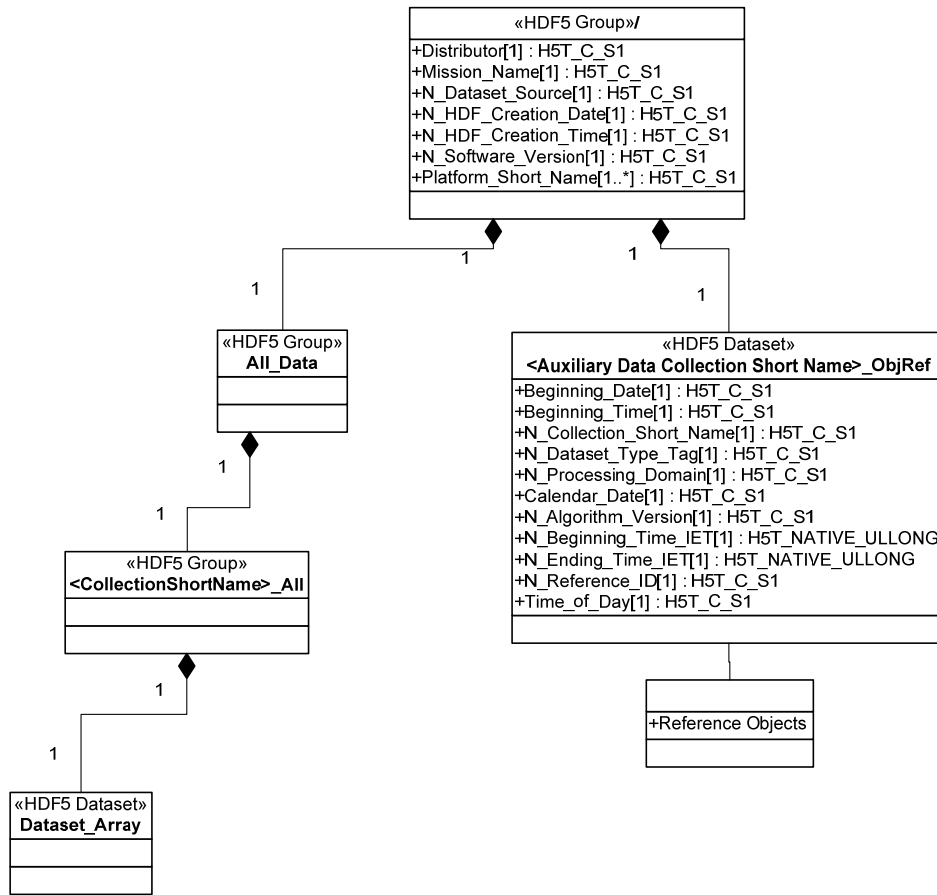 «HDF5 Group»/
+Distributor[1] : H5T_C_S1
+Mission_Name[1] : H5T_C_S1
+N_Dataset_Source[1] : H5T_C_S1
+N_HDF_Creation_Date[1] : H5T_C_S1
+N_HDF_Creation_Time[1] : H5T_C_S1
+N_Software_Version[1] : H5T_C_S1
+Platform_Short_Name[1..*] : H5T_C_S1
1
1
1
1
«HDF5 Group»
All_Data
1
1
«HDF5 Group»
<CollectionShortName>_All
1
1
«HDF5 Dataset»
Dataset_Array
«HDF5 Dataset»
<Auxiliary Data Collection Short Name>_ObjRef
+Beginning_Date[1] : H5T_C_S1
+Beginning_Time[1] : H5T_C_S1
+N_Collection_Short_Name[1] : H5T_C_S1
+N_Dataset_Type_Tag[1] : H5T_C_S1
+N_Processing_Domain[1] : H5T_C_S1
+Calendar_Date[1] : H5T_C_S1
+N_Algorithm_Version[1] : H5T_C_S1
+N_Beginning_Time_IET[1] : H5T_NATIVE_ULLONG
+N_Ending_Time_IET[1] : H5T_NATIVE_ULLONG
+N_Reference_ID[1] : H5T_C_S1
+Time_of_Day[1] : H5T_C_S1
+Reference Objects